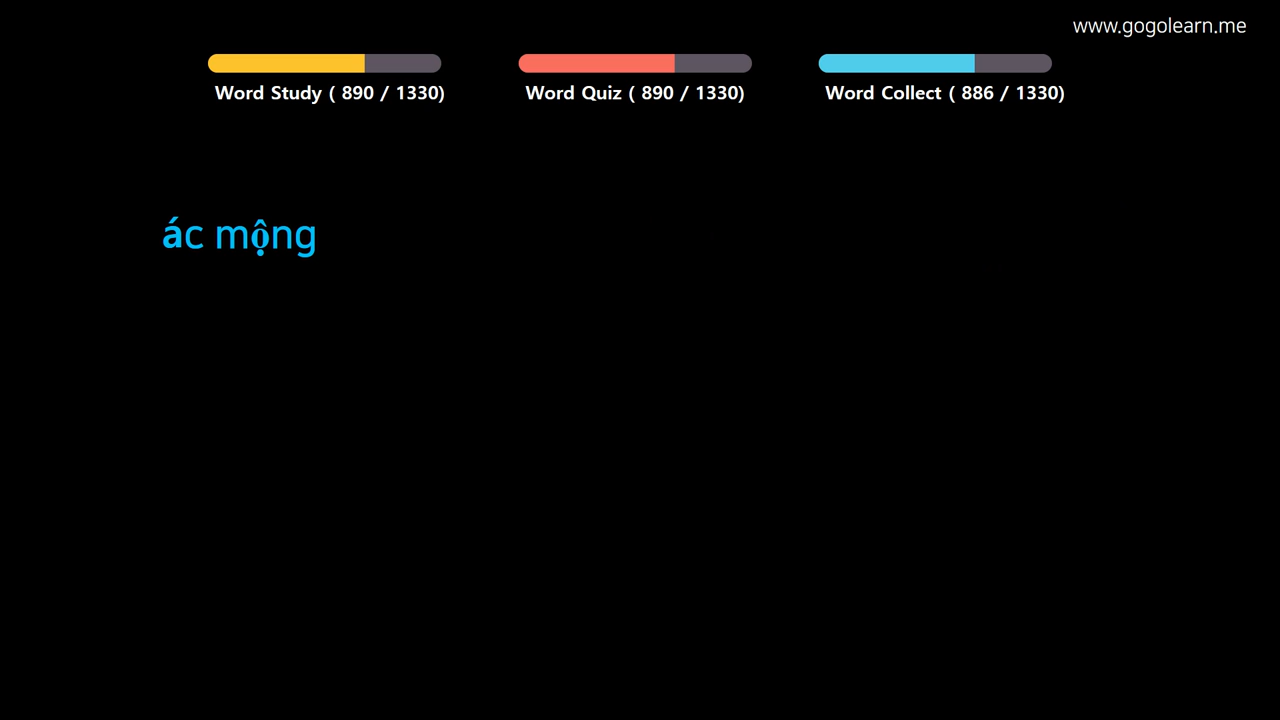 www.gogolearn.me
Word Study ( 890 / 1330)
Word Quiz ( 890 / 1330)
Word Collect ( 886 / 1330)
ác mộng